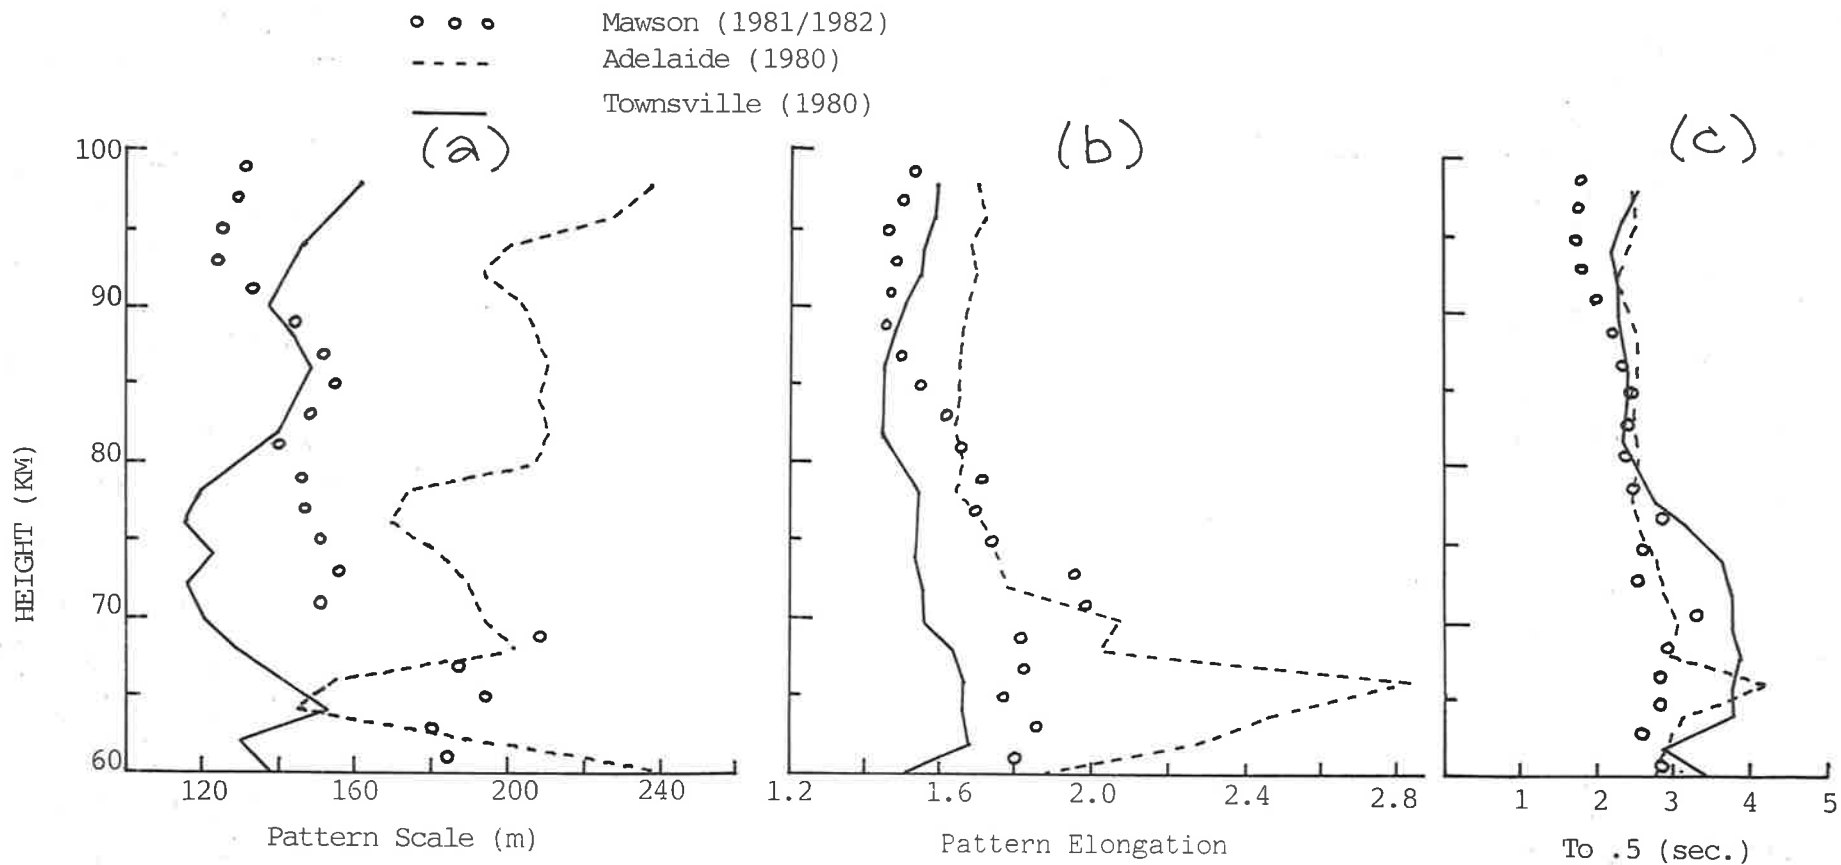 Mawson (1981/1982)
Adelaide (1980)
Townsville (1980)
(a)
(b)
(c)
100
90
80
70
60
HEIGHT (KM)
120 160 200 240
Pattern Scale (m)
1.2 1.6 2.0 2.4 2.8
Pattern Elongation
1 2 3 4 5
To .5 (sec.)